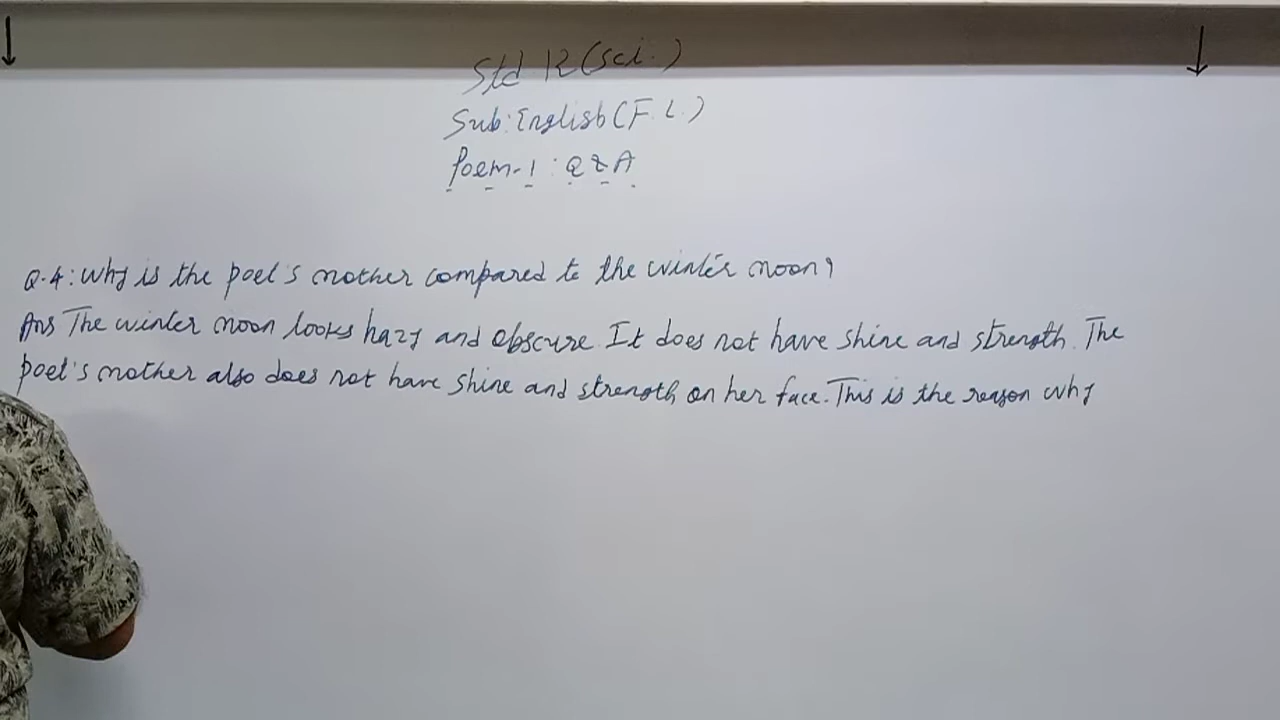 Std 12 (Sci.)
Sub: English (F.L.)
Poem-1 : Q & A
Q.4: Why is the poet's mother compared to the winter moon?
Ans The winter moon looks hazy and obscure. It does not have shine and strength. The
poet's mother also does not have shine and strength on her face. This is the reason why